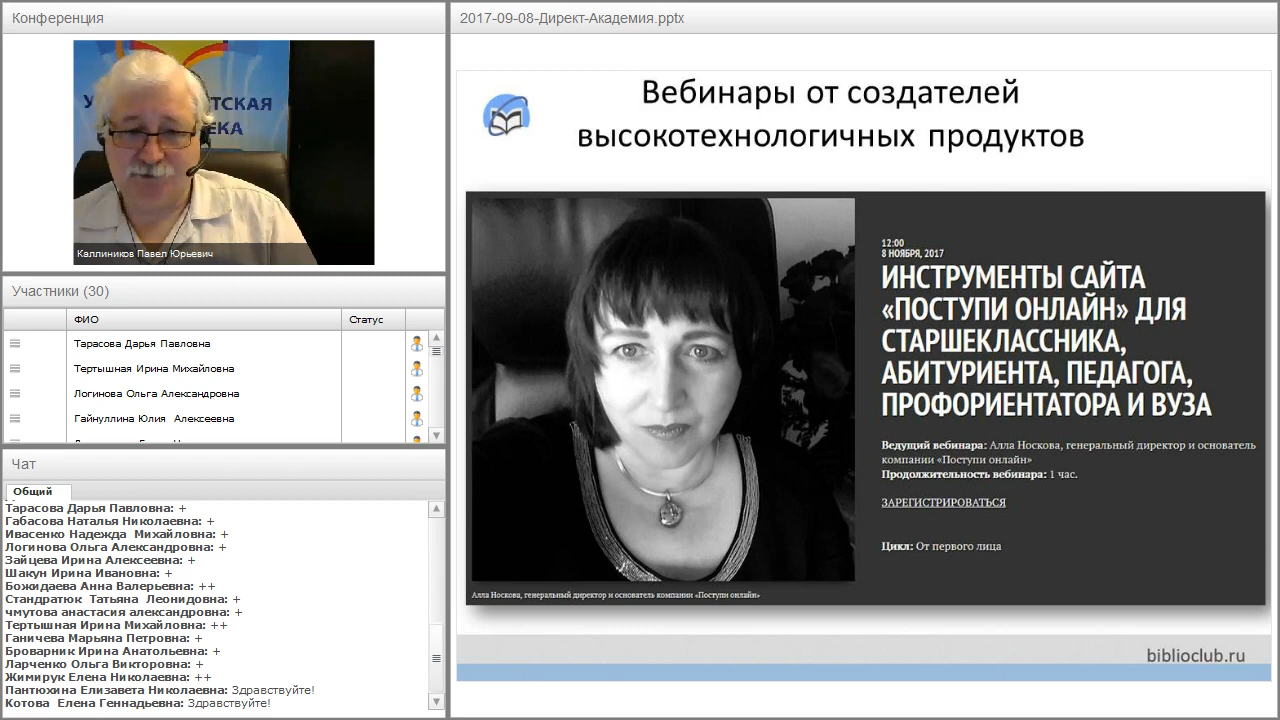 Конференция
У
ТСКАЯ
ЕКА
Каллиников Павел Юрьевич
Участники (30)
ФИО
Статус
Тарасова Дарья Павловна
Тертышная Ирина Михайловна
Логинова Ольга Александровна
Гайнуллина Юлия Алексеевна
Чат
Общий
Тарасова Дарья Павловна: +
Габасова Наталья Николаевна: +
Ивасенко Надежда Михайловна: +
Логинова Ольга Александровна: +
Зайцева Ирина Алексеевна: +
Шакун Ирина Ивановна: +
Божидаева Анна Валерьевна: ++
Стандратюк Татьяна Леонидовна: +
чмутова анастасия александровна: +
Тертышная Ирина Михайловна: ++
Ганичева Марьяна Петровна: +
Броварник Ирина Анатольевна: +
Ларченко Ольга Викторовна: +
Жимирук Елена Николаевна: ++
Пантюхина Елизавета Николаевна: Здравствуйте!
Котова Елена Геннадьевна: Здравствуйте!
2017-09-08-Директ-Академия.pptx
Вебинары от создателей
высокотехнологичных продуктов
12:00
8 НОЯБРЯ, 2017
ИНСТРУМЕНТЫ САЙТА
«ПОСТУПИ ОНЛАЙН» ДЛЯ
СТАРШЕКЛАССНИКА,
АБИТУРИЕНТА, ПЕДАГОГА,
ПРОФОРИЕНТАТОРА И ВУЗА
Ведущий вебинара: Алла Носкова, генеральный директор и основатель
компании «Поступи онлайн»
Продолжительность вебинара: 1 час.
ЗАРЕГИСТРИРОВАТЬСЯ
Цикл: От первого лица
Алла Носкова, генеральный директор и основатель компании «Поступи онлайн»
biblioclub.ru